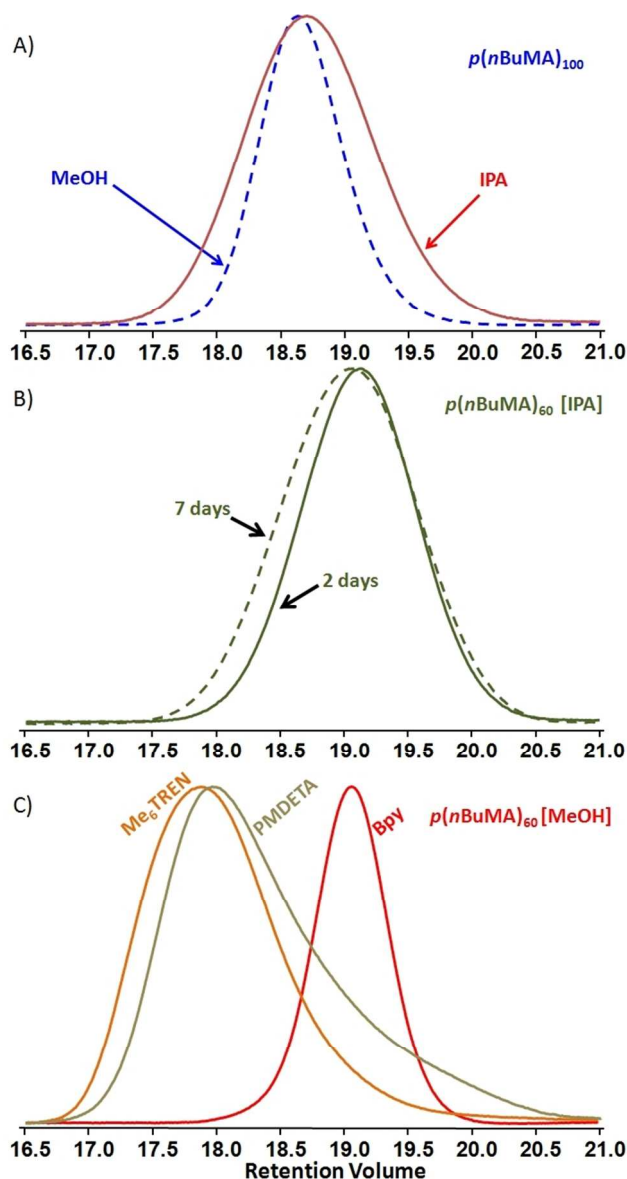 A)
p(nBuMA)100
MeOH
IPA
16.5 17.0 17.5 18.0 18.5 19.0 19.5 20.0 20.5 21.0
B)
p(nBuMA)60 [IPA]
7 days
2 days
16.5 17.0 17.5 18.0 18.5 19.0 19.5 20.0 20.5 21.0
C)
Me6TREN
PMDETA
Bpy
p(nBuMA)60 [MeOH]
16.5 17.0 17.5 18.0 18.5 19.0 19.5 20.0 20.5 21.0
Retention Volume